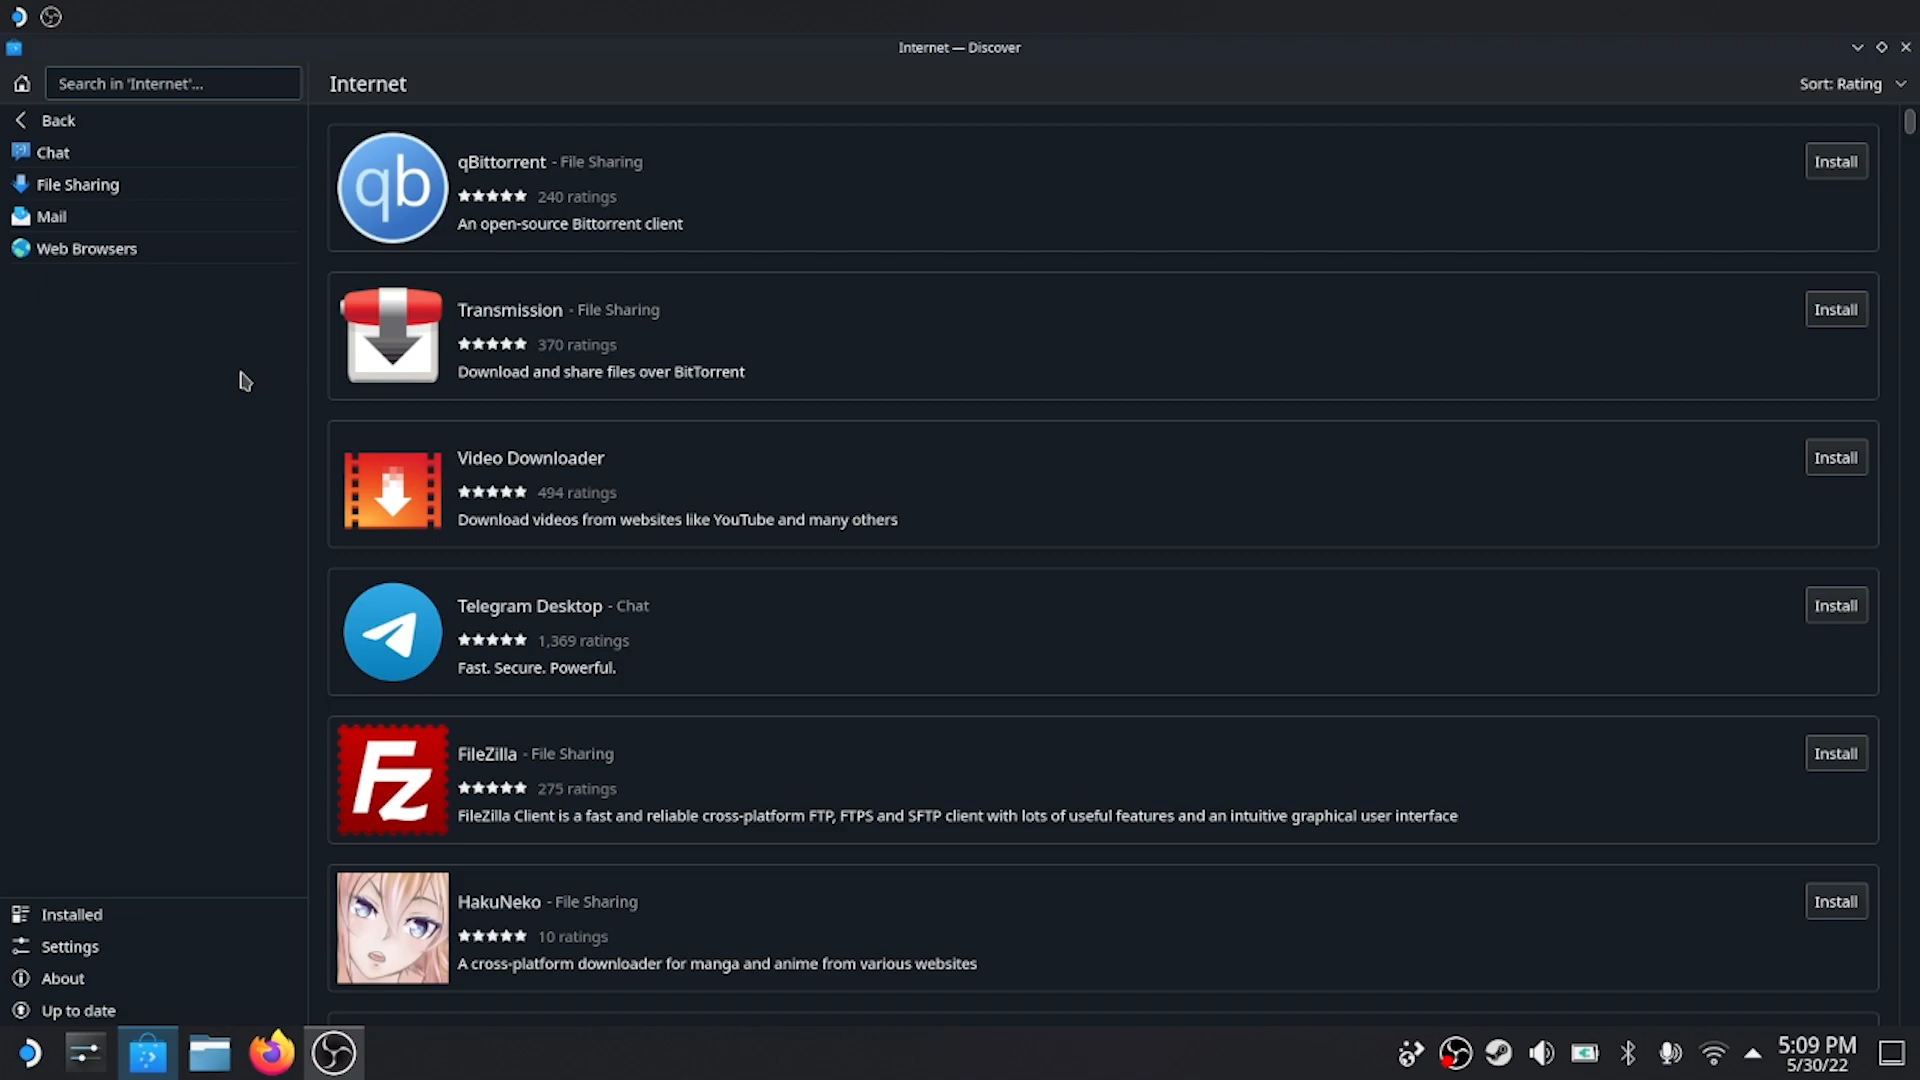 Internet — Discover
Search in 'Internet'...
Internet
Sort: Rating
Back
Chat
File Sharing
Mail
Web Browsers
qb
qBittorrent - File Sharing
240 ratings
An open-source Bittorrent client
Install
Transmission - File Sharing
370 ratings
Download and share files over BitTorrent
Install
Video Downloader
494 ratings
Download videos from websites like YouTube and many others
Install
Telegram Desktop - Chat
1,369 ratings
Fast. Secure. Powerful.
Install
Fz
FileZilla - File Sharing
275 ratings
FileZilla Client is a fast and reliable cross-platform FTP, FTPS and SFTP client with lots of useful features and an intuitive graphical user interface
Install
HakuNeko - File Sharing
10 ratings
A cross-platform downloader for manga and anime from various websites
Install
Installed
Settings
About
Up to date
5:09 PM
5/30/22